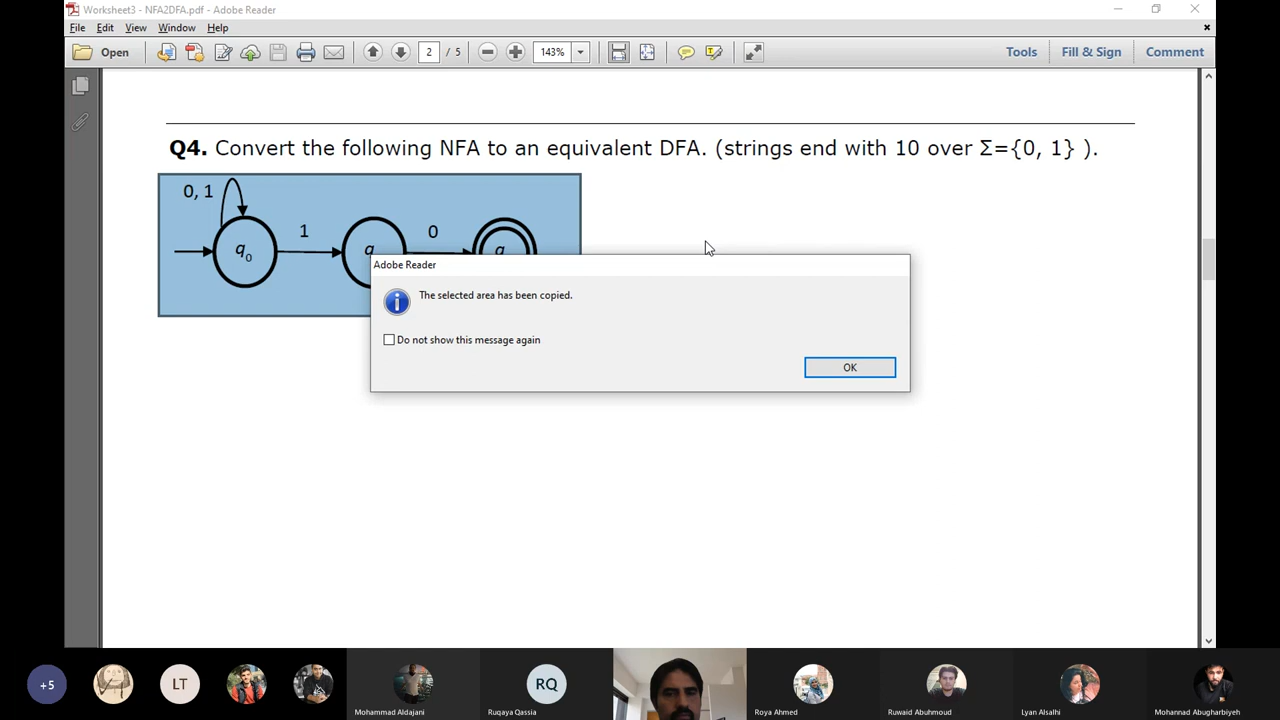 Worksheet3 - NFA2DFA.pdf - Adobe Reader
File Edit View Window Help
Open 2 / 5 143% Tools Fill & Sign Comment
Q4. Convert the following NFA to an equivalent DFA. (strings end with 10 over Σ={0, 1} ).
0, 1
1 0
q0 q q
Adobe Reader
The selected area has been copied.
Do not show this message again
OK
+5 LT RQ
Mohammad Aldajani Ruqaya Qassia Roya Ahmed Ruwaid Abuhmoud Lyan Alsalhi Mohannad Abugharbiyeh